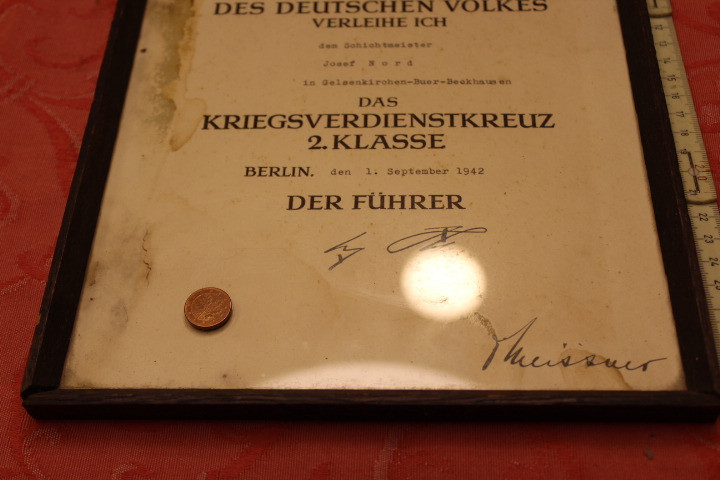 DES DEUTSCHEN VOLKES
VERLEIHE ICH
dem Schichtmeister
Josef Nord
in Gelsenkirchen-Buer-Beckhausen
DAS
KRIEGSVERDIENSTKREUZ
2. KLASSE
BERLIN, den 1. September 1942
DER FÜHRER
Meissner